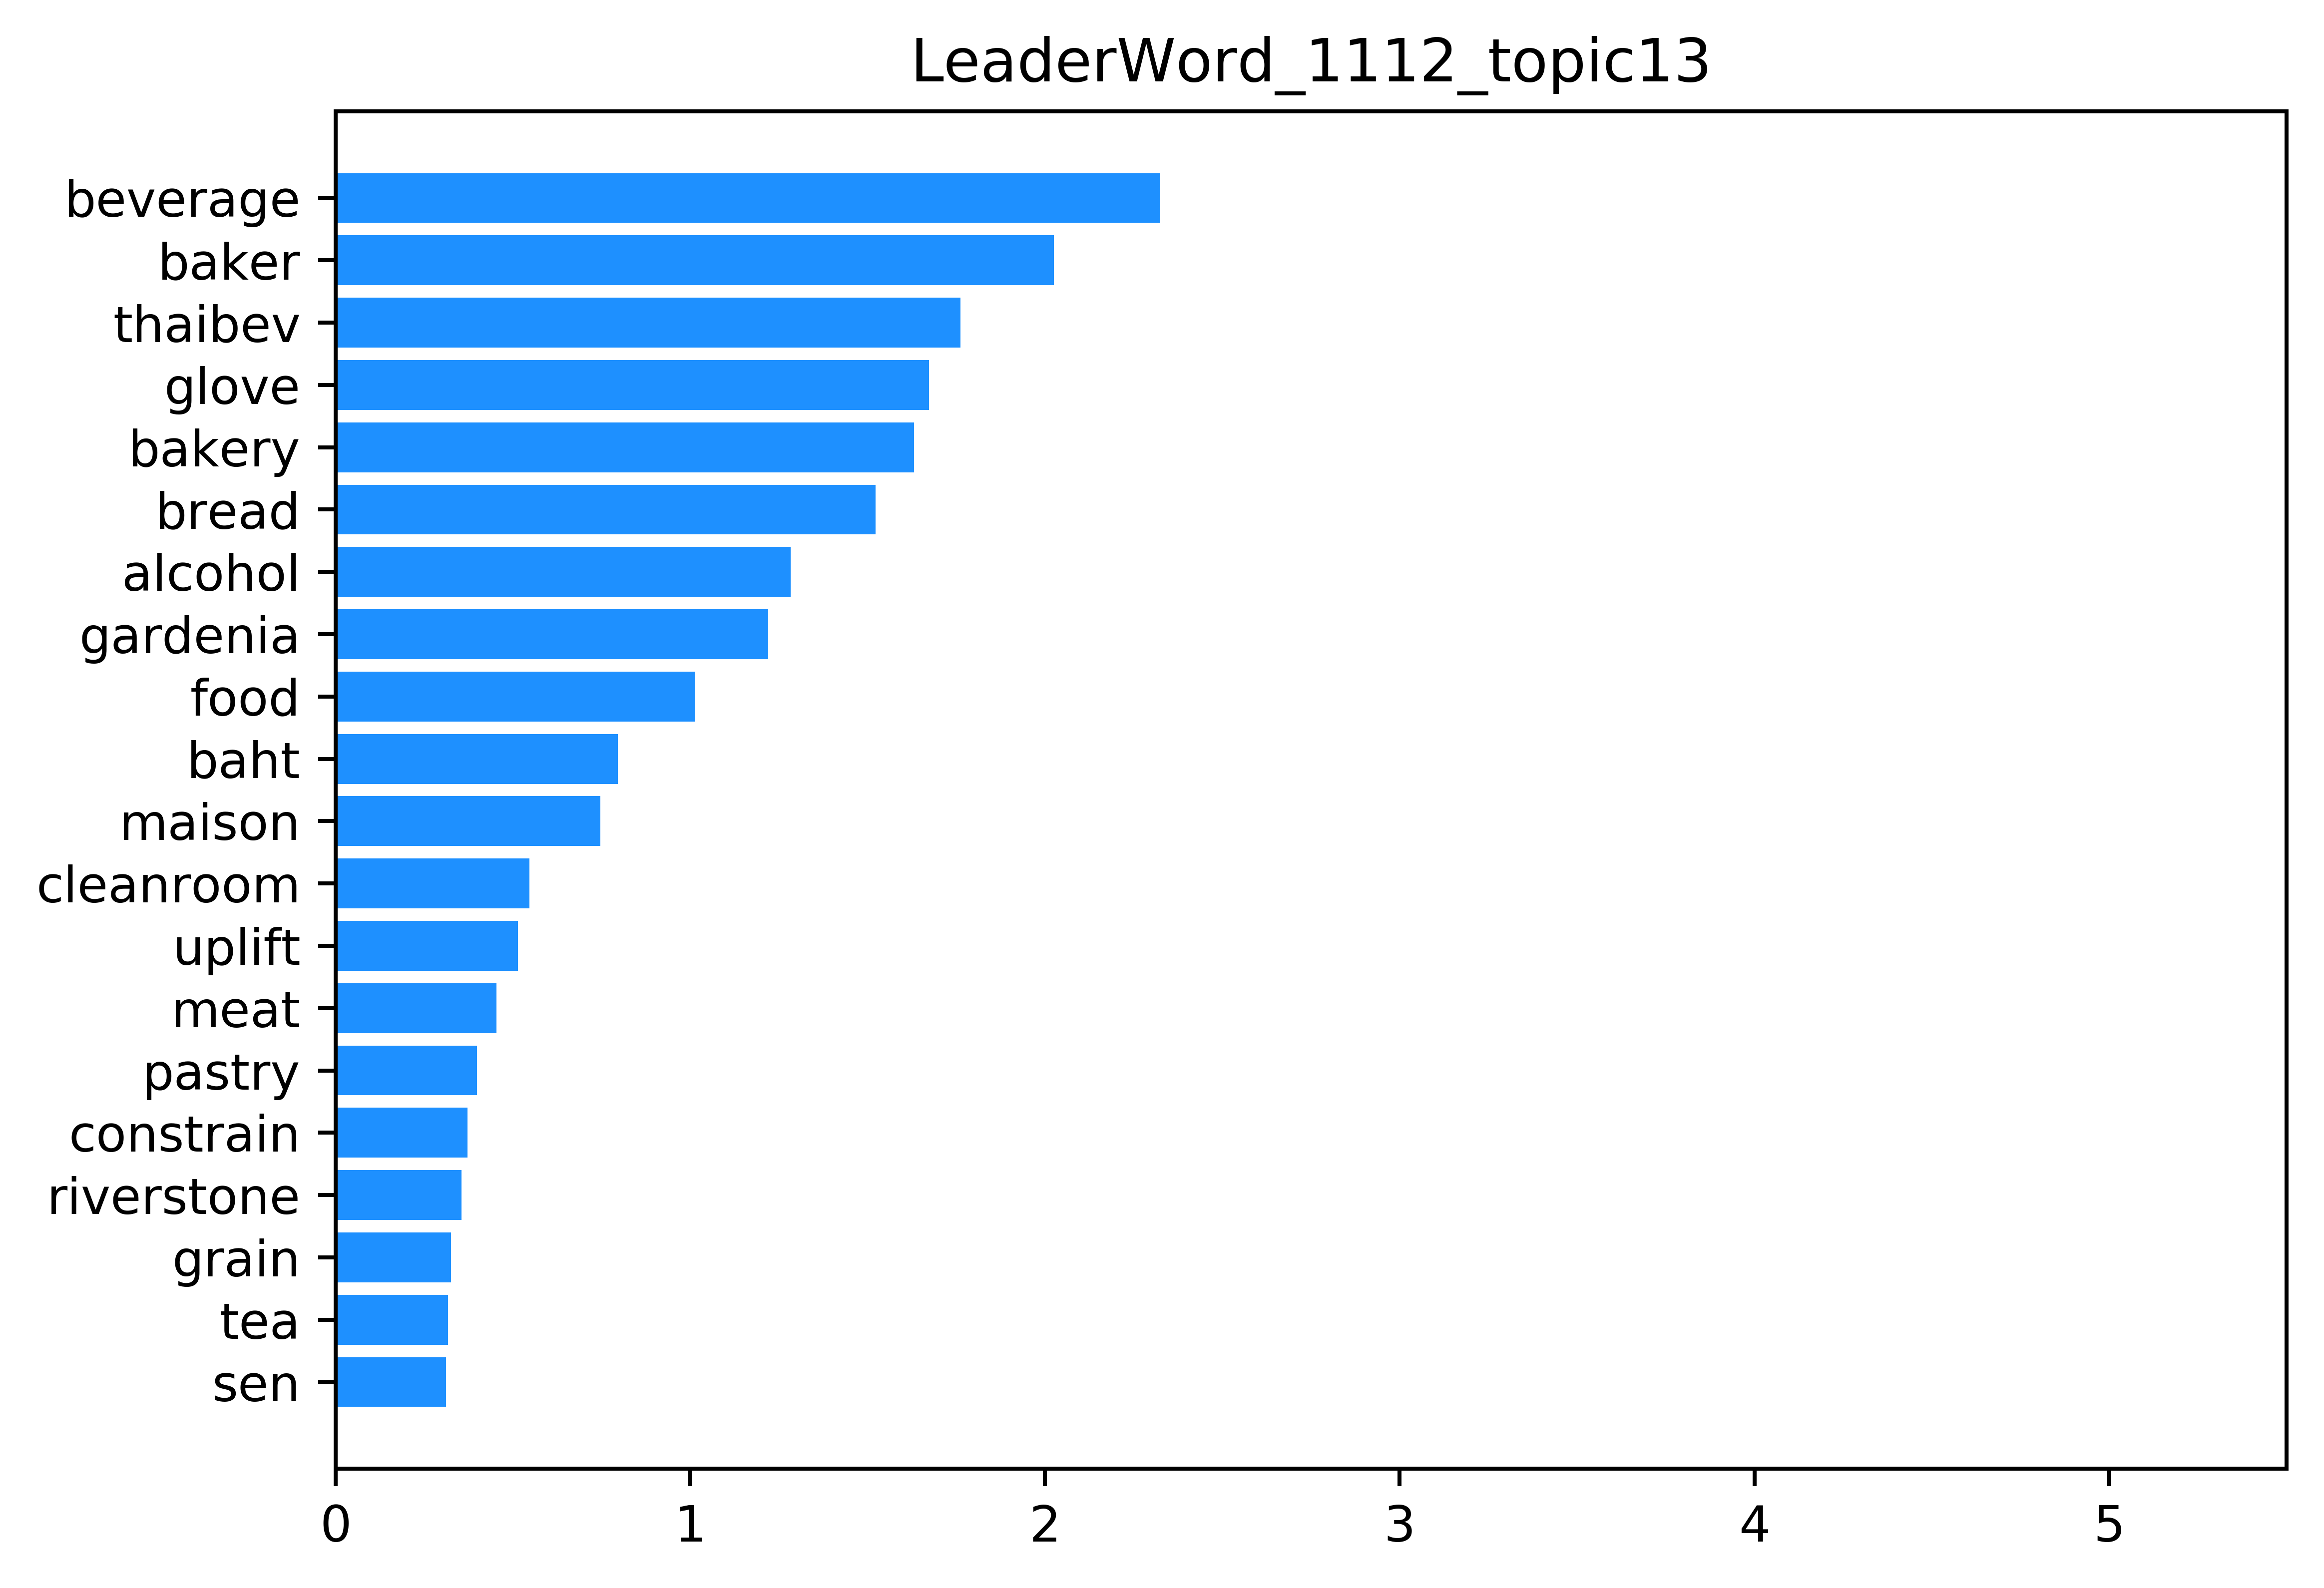 LeaderWord_1112_topic13
beverage
baker
thaibev
glove
bakery
bread
alcohol
gardenia
food
baht
maison
cleanroom
uplift
meat
pastry
constrain
riverstone
grain
tea
sen
0 1 2 3 4 5